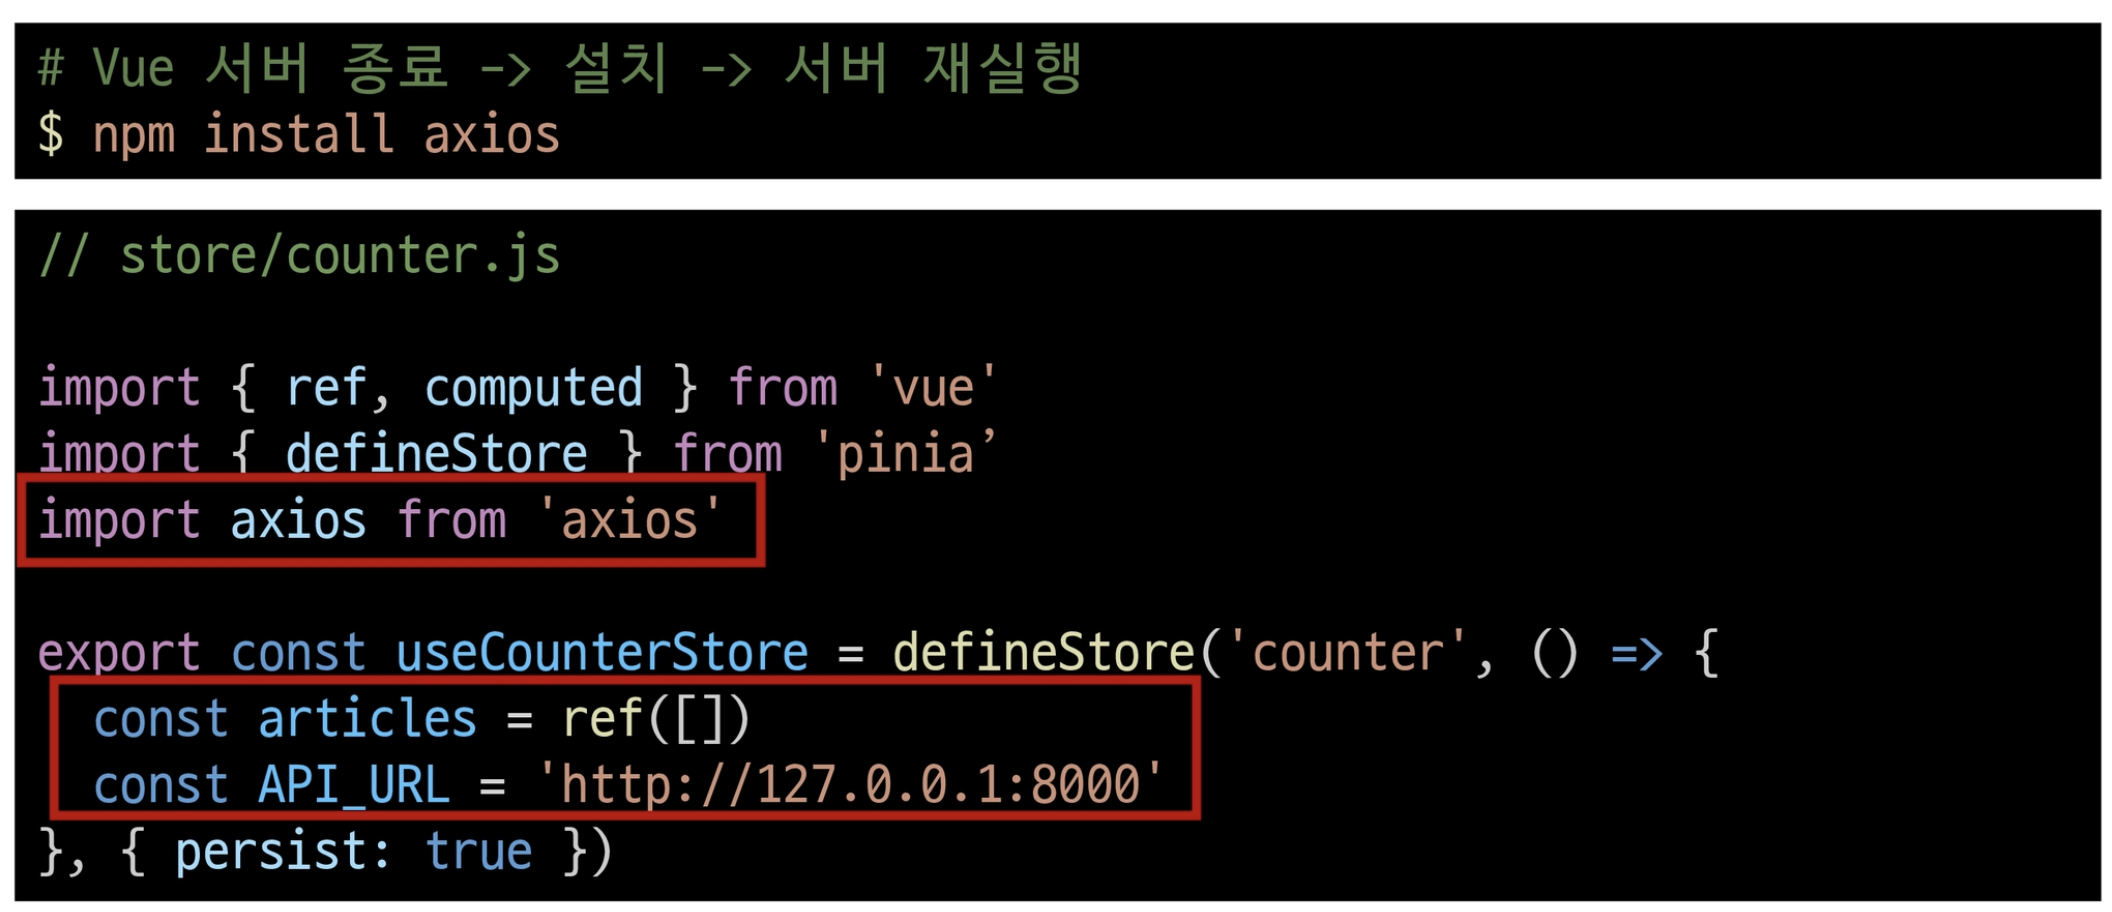 # Vue 서버 종료 -> 설치 -> 서버 재실행
$ npm install axios
// store/counter.js
import { ref, computed } from 'vue'
import { defineStore } from 'pinia’
import axios from 'axios'
export const useCounterStore = defineStore('counter', () => {
  const articles = ref([])
  const API_URL = 'http://127.0.0.1:8000'
}, { persist: true })